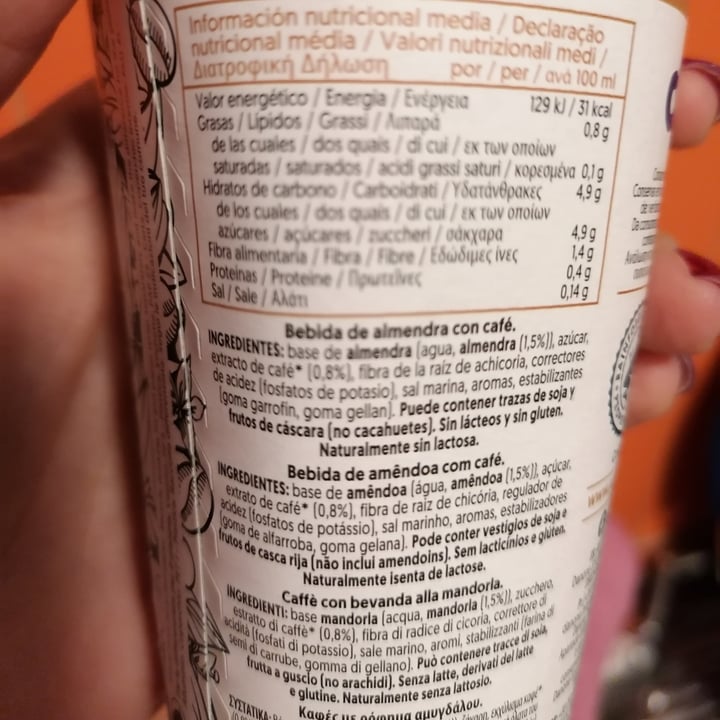 Información nutricional media / Declaração
nutricional média / Valori nutrizionali medi /
Διατροφική Δήλωση por / per / ανά 100 ml
Valor energético / Energia / Ενέργεια 129 kJ / 31 kcal
Grasas / Lípidos / Grassi / Λιπαρά 0,8 g
de las cuales / dos quais / di cui / εκ των οποίων
saturadas / saturados / acidi grassi saturi / κορεσμένα 0,1 g
Hidratos de carbono / Carboidrati / Υδατάνθρακες 4,9 g
de los cuales / dos quais / di cui / εκ των οποίων
azúcares / açúcares / zuccheri / σάκχαρα 4,9 g
Fibra alimentaria / Fibra / Fibre / Εδώδιμες ίνες 1,4 g
Proteínas / Proteine / Πρωτεΐνες 0,4 g
Sal / Sale / Αλάτι 0,14 g
Bebida de almendra con café.
INGREDIENTES: base de almendra (agua, almendra (1,5%)), azúcar,
extracto de café* (0,8%), fibra de la raíz de achicoria, correctores
de acidez (fosfatos de potasio), sal marina, aromas, estabilizantes
(goma garrofín, goma gellan). Puede contener trazas de soja y
frutos de cáscara (no cacahuetes). Sin lácteos y sin gluten.
Naturalmente sin lactosa.
Bebida de amêndoa com café.
INGREDIENTES: base de amêndoa (água, amêndoa (1,5%)), açúcar,
extrato de café* (0,8%), fibra de raiz de chicória, regulador de
acidez (fosfatos de potássio), sal marinho, aromas, estabilizadores
(goma de alfarroba, goma gelana). Pode conter vestígios de soja e
frutos de casca rija (não inclui amendoins). Sem lacticínios e glúten.
Naturalmente isenta de lactose.
Caffè con bevanda alla mandorla.
INGREDIENTI: base mandorla (acqua, mandorla (1,5%)), zucchero,
estratto di caffè* (0,8%), fibra di radice di cicoria, correttore di
acidità (fosfati di potassio), sale marino, aromi, stabilizzanti (farina di
semi di carrube, gomma di gellano). Può contenere tracce di soia,
frutta a guscio (no arachidi). Senza latte, derivati del latte
e glutine. Naturalmente senza lattosio.
Καφές με ρόφημα αμυγδάλου.
ΣΥΣΤΑΤΙΚΑ: εκχύλισμα καφέ*